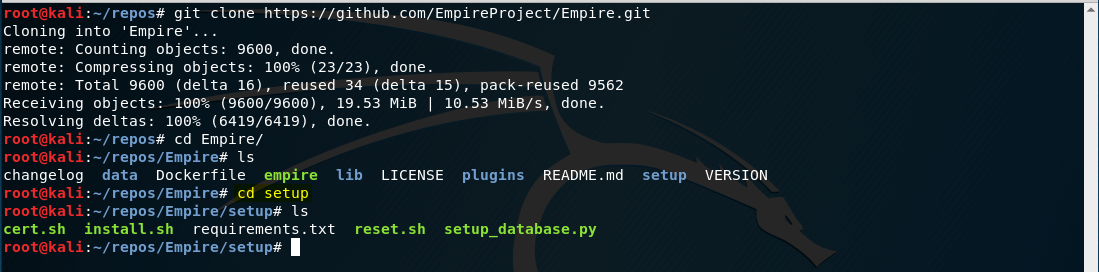 root@kali:~/repos# git clone https://github.com/EmpireProject/Empire.git
Cloning into 'Empire'...
remote: Counting objects: 9600, done.
remote: Compressing objects: 100% (23/23), done.
remote: Total 9600 (delta 16), reused 34 (delta 15), pack-reused 9562
Receiving objects: 100% (9600/9600), 19.53 MiB | 10.53 MiB/s, done.
Resolving deltas: 100% (6419/6419), done.
root@kali:~/repos# cd Empire/
root@kali:~/repos/Empire# ls
changelog  data  Dockerfile  empire  lib  LICENSE  plugins  README.md  setup  VERSION
root@kali:~/repos/Empire# cd setup
root@kali:~/repos/Empire/setup# ls
cert.sh  install.sh  requirements.txt  reset.sh  setup_database.py
root@kali:~/repos/Empire/setup#